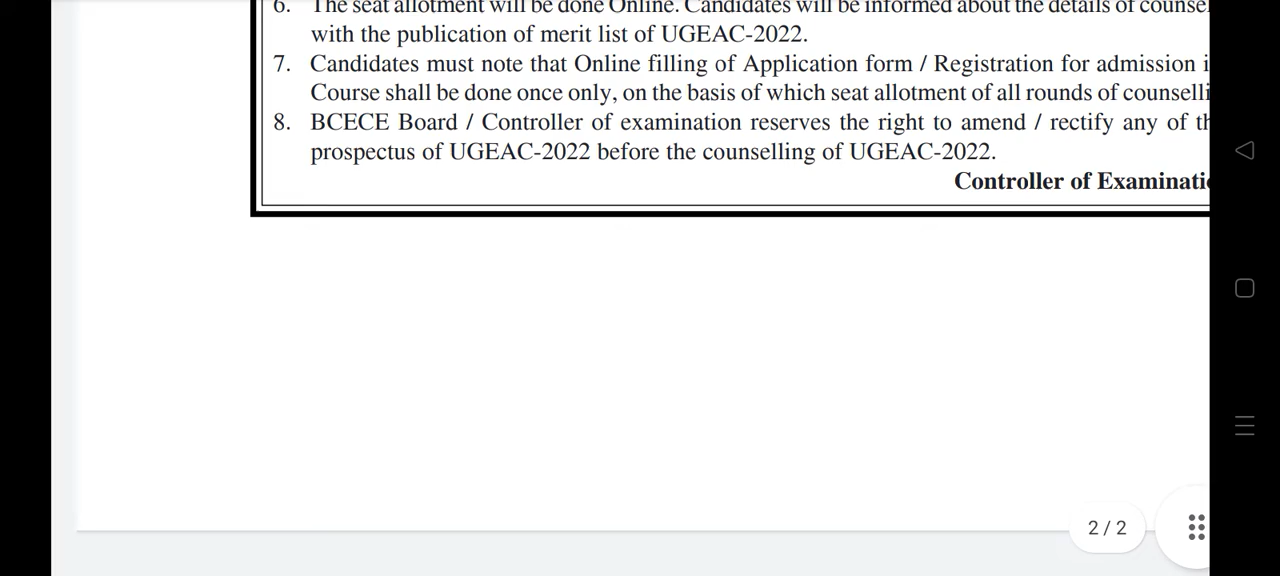 6. The seat allotment will be done Online. Candidates will be informed about the details of
with the publication of merit list of UGEAC-2022.
7. Candidates must note that Online filling of Application form / Registration for admission
Course shall be done once only, on the basis of which seat allotment of all rounds of
8. BCECE Board / Controller of examination reserves the right to amend / rectify any of
prospectus of UGEAC-2022 before the counselling of UGEAC-2022.
Controller of
2 / 2